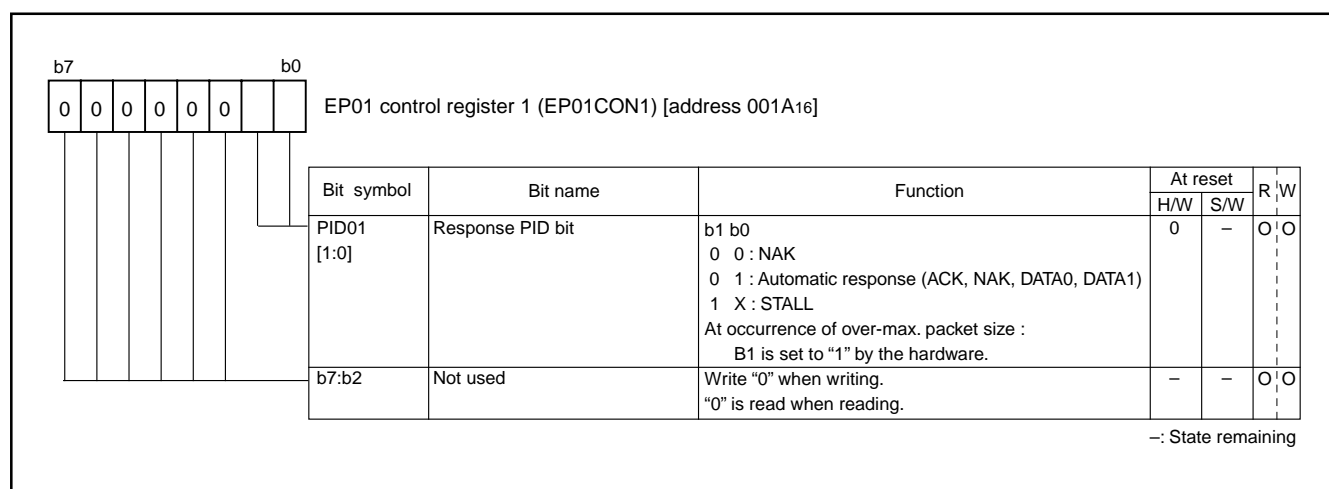 b7 b0
0 0 0 0 0 0 EP01 control register 1 (EP01CON1) [address 001A16]
Bit symbol Bit name Function At reset R W
H/W S/W
PID01 Response PID bit b1 b0 0 – O O
[1:0] 0 0 : NAK
0 1 : Automatic response (ACK, NAK, DATA0, DATA1)
1 X : STALL
At occurrence of over-max. packet size :
B1 is set to “1” by the hardware.
b7:b2 Not used Write “0” when writing. – – O O
“0” is read when reading.
–: State remaining